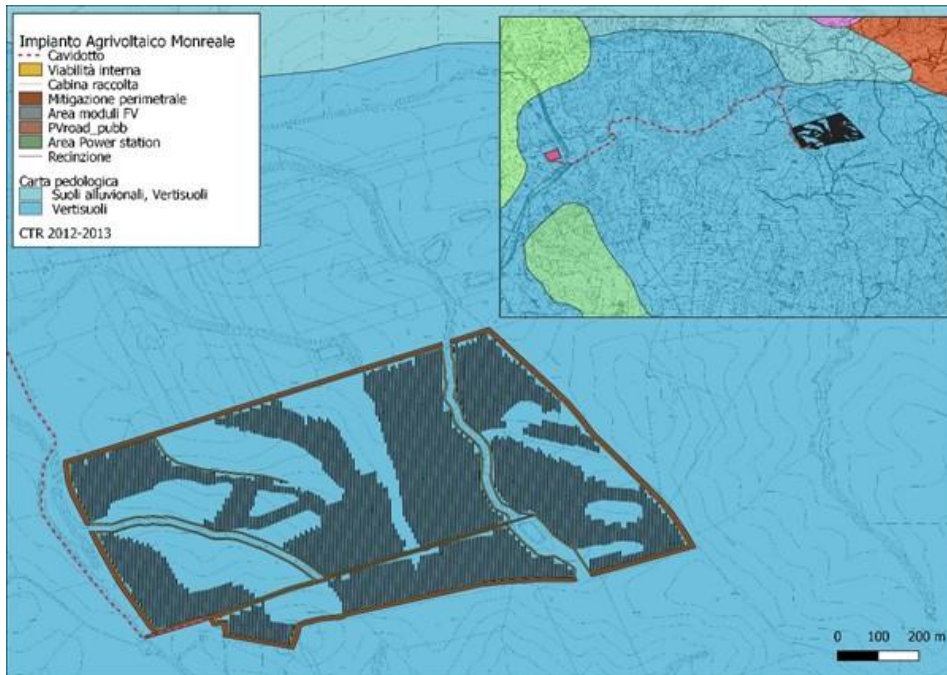 Impianto Agrivoltaico Monreale
Cavidotto
Viabilità interna
Cabina raccolta
Mitigazione perimetrale
Area moduli FV
PVroad_pubb
Area Power station
Recinzione
Carta pedologica
Suoli alluvionali, Vertisuoli
Vertisuoli
CTR 2012-2013
0 100 200 m